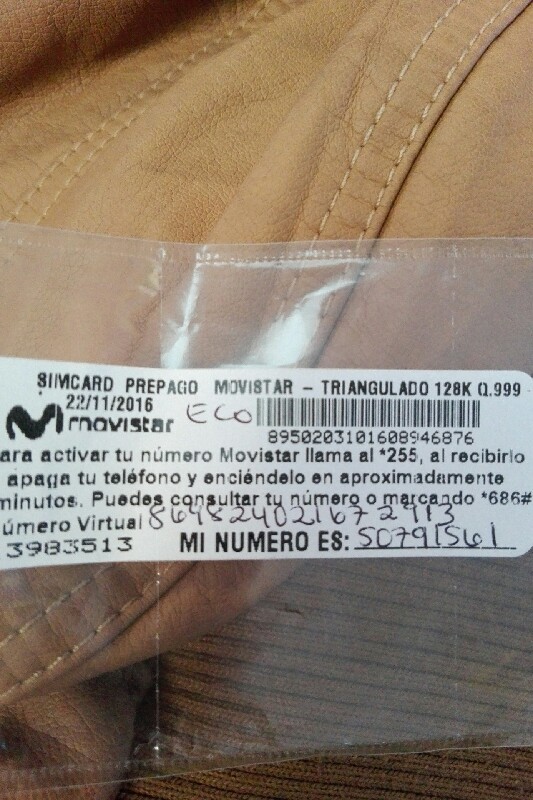 SIMCARD PREPAGO MOVISTAR - TRIANGULADO 128K Q.999
22/11/2016 ECO
movistar
8950203101608946876
ara activar tu número Movistar llama al *255, al recibirlo
apaga tu teléfono y enciéndelo en aproximadamente
minutos. Puedes consultar tu número o marcando *686#
úmero Virtual 869824021672913
3983513 MI NUMERO ES: 50791561